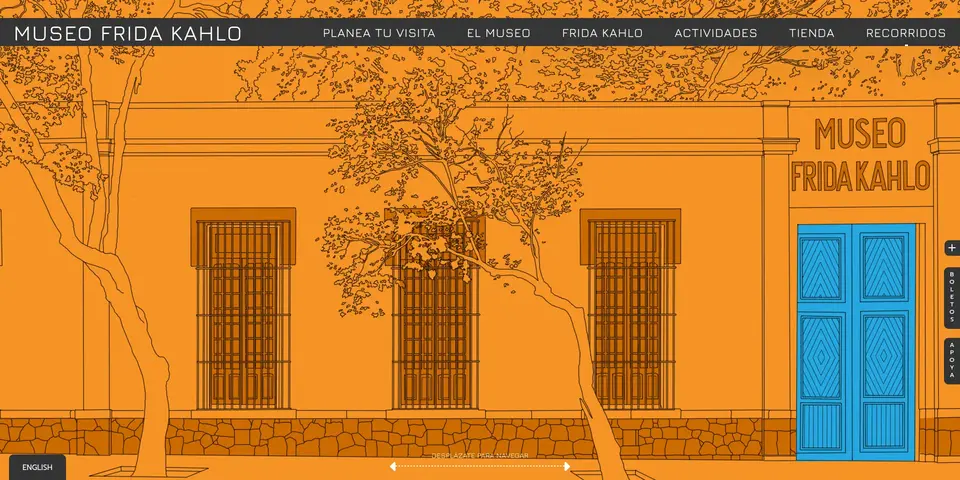 MUSEO FRIDA KAHLO
PLANEA TU VISITA
EL MUSEO
FRIDA KAHLO
ACTIVIDADES
TIENDA
RECORRIDOS
MUSEO
FRIDA KAHLO
+
BOLETOS
APOYA
DESPLÁZATE PARA NAVEGAR
ENGLISH